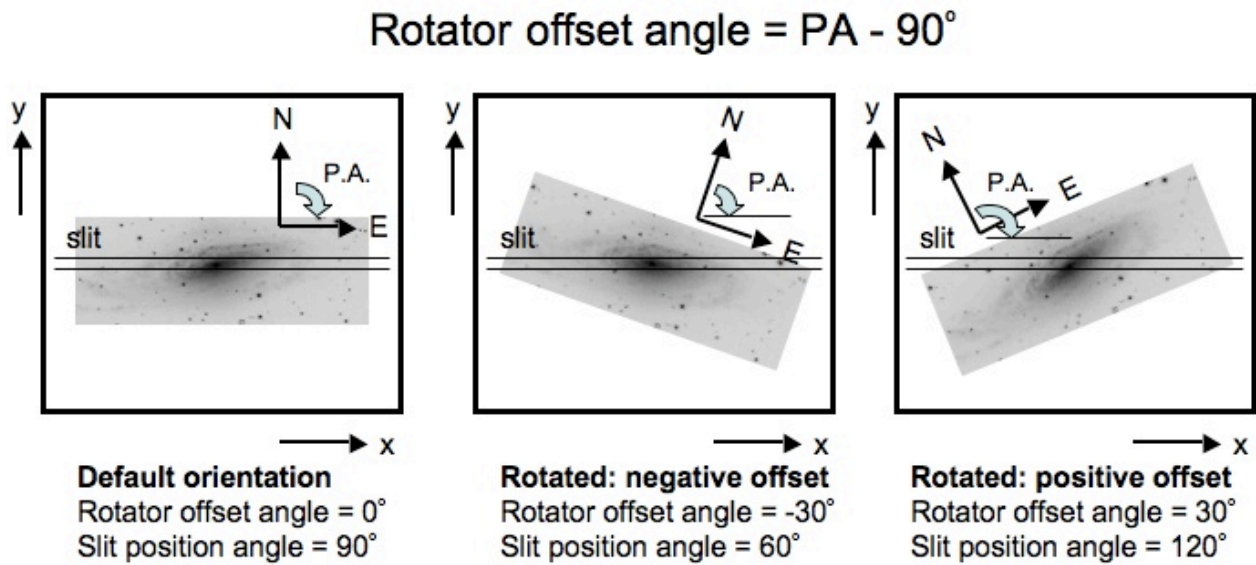 Rotator offset angle = PA - 90°
y
N
P.A.
E
slit
x
Default orientation
Rotator offset angle = 0°
Slit position angle = 90°
y
N
P.A.
E
slit
x
Rotated: negative offset
Rotator offset angle = -30°
Slit position angle = 60°
y
N
P.A.
E
slit
x
Rotated: positive offset
Rotator offset angle = 30°
Slit position angle = 120°